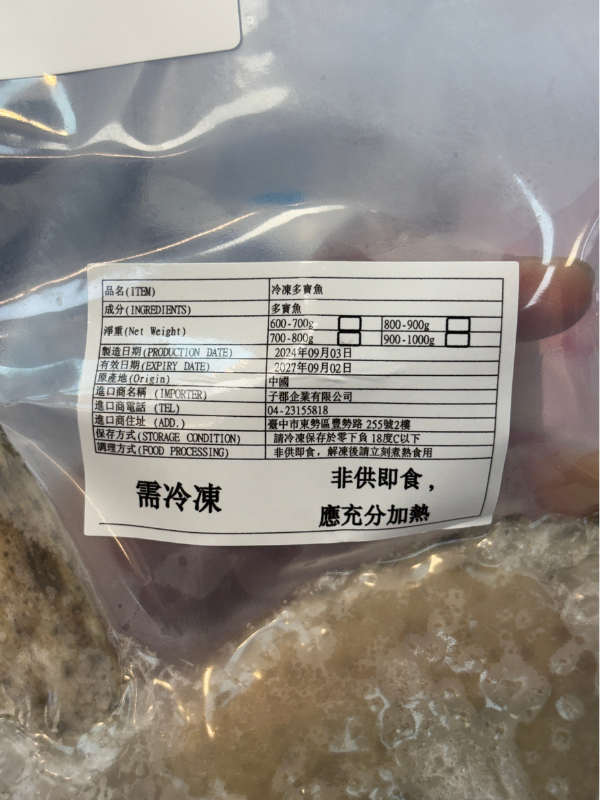 品名(ITEM) 冷凍多寶魚
成分(INGREDIENTS) 多寶魚
淨重(Net Weight) 600-700g 800-900g
700-800g 900-1000g
製造日期(PRODUCTION DATE) 2024年09月03日
有效日期(EXPIRY DATE) 2027年09月02日
原產地(Origin) 中國
進口商名稱 (IMPORTER) 子郡企業有限公司
進口商電話 (TEL) 04-23155818
進口商住址 (ADD.) 臺中市東勢區豐勢路 255號2樓
保存方式(STORAGE CONDITION) 請冷凍保存於零下負 18度C以下
調理方式(FOOD PROCESSING) 非供即食，解凍後請立刻煮熟食用
需冷凍
非供即食，
應充分加熱